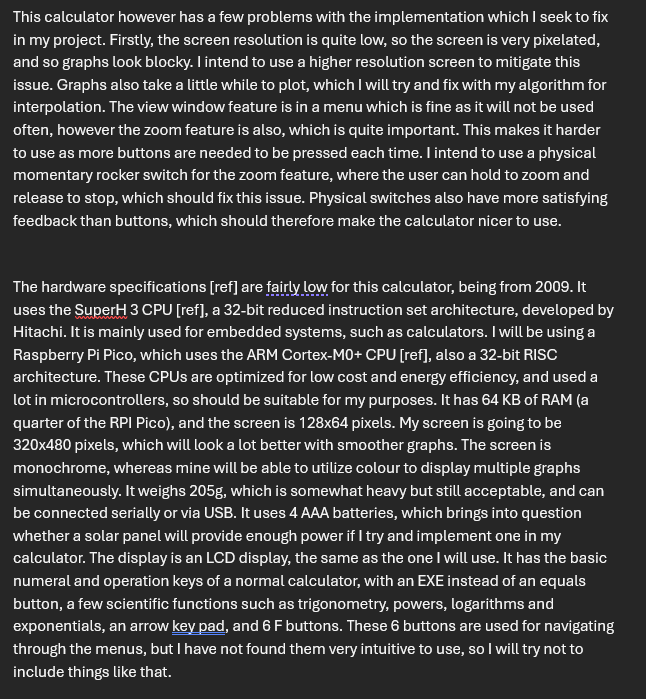 This calculator however has a few problems with the implementation which I seek to fix
in my project. Firstly, the screen resolution is quite low, so the screen is very pixelated,
and so graphs look blocky. I intend to use a higher resolution screen to mitigate this
issue. Graphs also take a little while to plot, which I will try and fix with my algorithm for
interpolation. The view window feature is in a menu which is fine as it will not be used
often, however the zoom feature is also, which is quite important. This makes it harder
to use as more buttons are needed to be pressed each time. I intend to use a physical
momentary rocker switch for the zoom feature, where the user can hold to zoom and
release to stop, which should fix this issue. Physical switches also have more satisfying
feedback than buttons, which should therefore make the calculator nicer to use.
The hardware specifications [ref] are fairly low for this calculator, being from 2009. It
uses the SuperH 3 CPU [ref], a 32-bit reduced instruction set architecture, developed by
Hitachi. It is mainly used for embedded systems, such as calculators. I will be using a
Raspberry Pi Pico, which uses the ARM Cortex-M0+ CPU [ref], also a 32-bit RISC
architecture. These CPUs are optimized for low cost and energy efficiency, and used a
lot in microcontrollers, so should be suitable for my purposes. It has 64 KB of RAM (a
quarter of the RPI Pico), and the screen is 128x64 pixels. My screen is going to be
320x480 pixels, which will look a lot better with smoother graphs. The screen is
monochrome, whereas mine will be able to utilize colour to display multiple graphs
simultaneously. It weighs 205g, which is somewhat heavy but still acceptable, and can
be connected serially or via USB. It uses 4 AAA batteries, which brings into question
whether a solar panel will provide enough power if I try and implement one in my
calculator. The display is an LCD display, the same as the one I will use. It has the basic
numeral and operation keys of a normal calculator, with an EXE instead of an equals
button, a few scientific functions such as trigonometry, powers, logarithms and
exponentials, an arrow key pad, and 6 F buttons. These 6 buttons are used for navigating
through the menus, but I have not found them very intuitive to use, so I will try not to
include things like that.